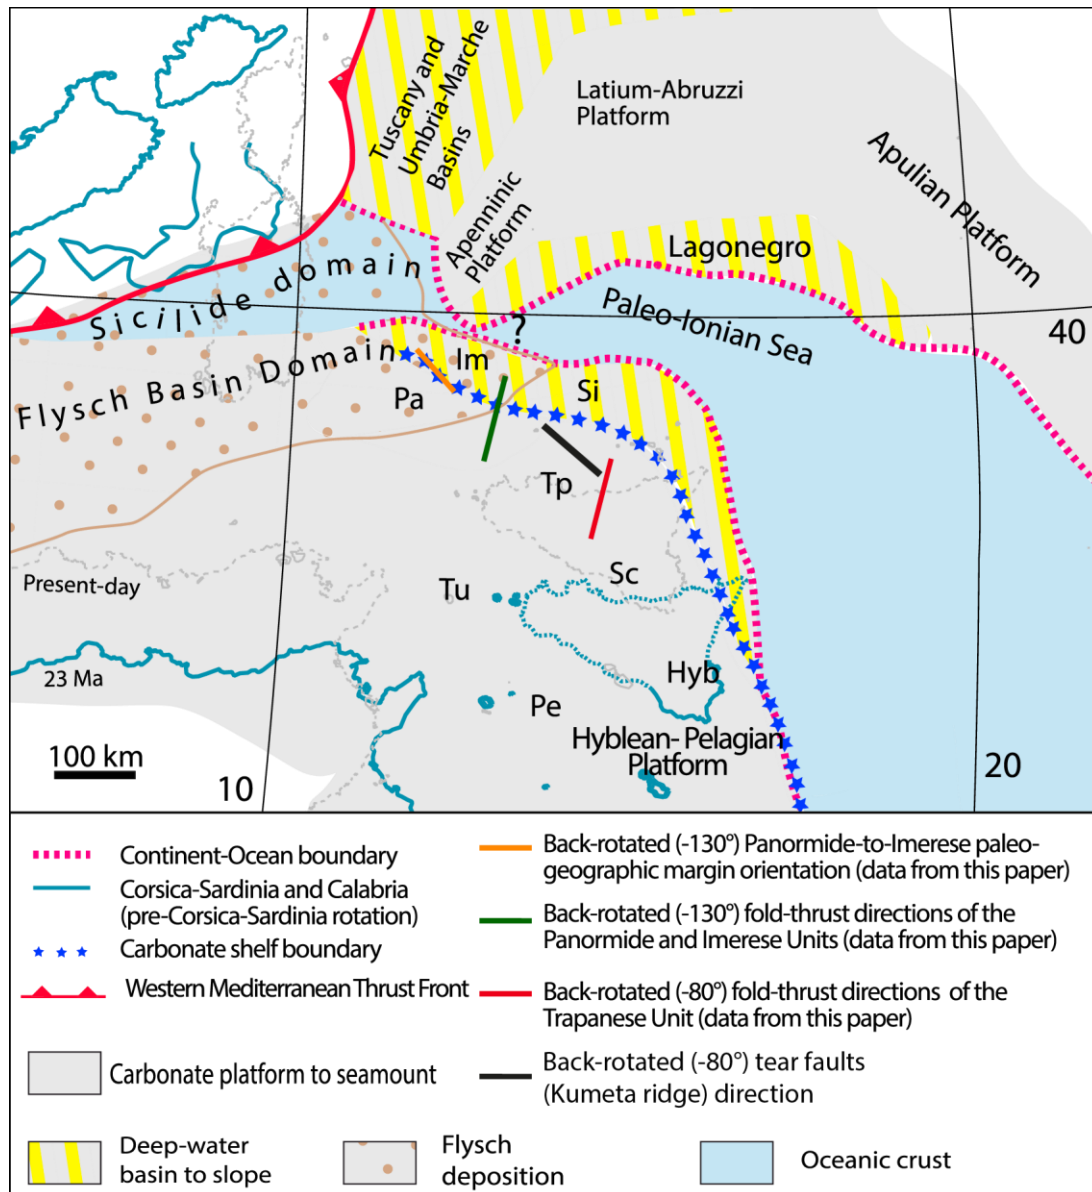 Tuscany and
Umbria-Marche
Basins
Latium-Abruzzi
Platform
Apulian Platform
Apenninic
Platform
Lagonegro
Sicilide domain
Paleo-Ionian Sea
40
?
Flysch Basin Domain
Im
Pa
Si
Tp
Present-day
Tu
Sc
23 Ma
Hyb
Pe
Hyblean-Pelagian
Platform
100 km
10
20
Continent-Ocean boundary
Corsica-Sardinia and Calabria
(pre-Corsica-Sardinia rotation)
Carbonate shelf boundary
Western Mediterranean Thrust Front
Carbonate platform to seamount
Back-rotated (-130°) Panormide-to-Imerese paleo-
geographic margin orientation (data from this paper)
Back-rotated (-130°) fold-thrust directions of the
Panormide and Imerese Units (data from this paper)
Back-rotated (-80°) fold-thrust directions of the
Trapanese Unit (data from this paper)
Back-rotated (-80°) tear faults
(Kumeta ridge) direction
Deep-water
basin to slope
Flysch
deposition
Oceanic crust